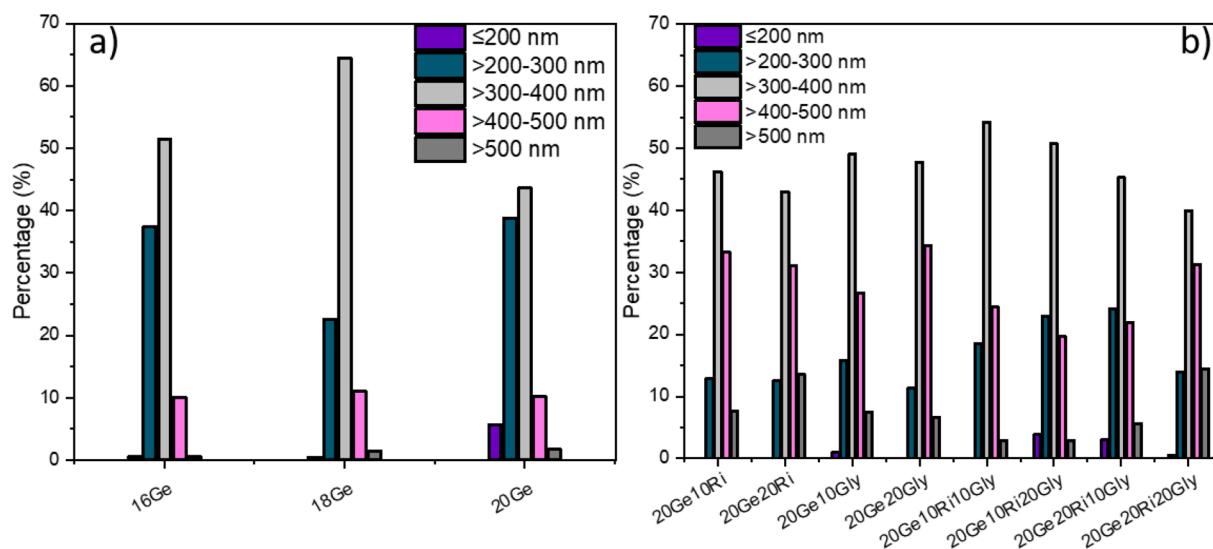 a)
≤200 nm
>200-300 nm
>300-400 nm
>400-500 nm
>500 nm
Percentage (%)
70
60
50
40
30
20
10
0
16Ge
18Ge
20Ge
b)
≤200 nm
>200-300 nm
>300-400 nm
>400-500 nm
>500 nm
Percentage (%)
70
60
50
40
30
20
10
0
20Ge10Ri
20Ge20Ri
20Ge10Gly
20Ge20Gly
20Ge10Ri10Gly
20Ge10Ri20Gly
20Ge20Ri10Gly
20Ge20Ri20Gly